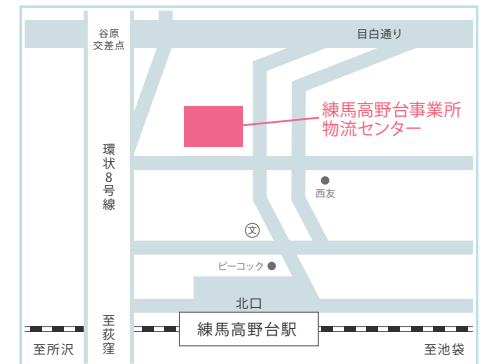 谷原
交差点
目白通り
練馬高野台事業所
物流センター
環状8号線
西友
文
ピーコック
北口
練馬高野台駅
至荻窪
至所沢
至池袋